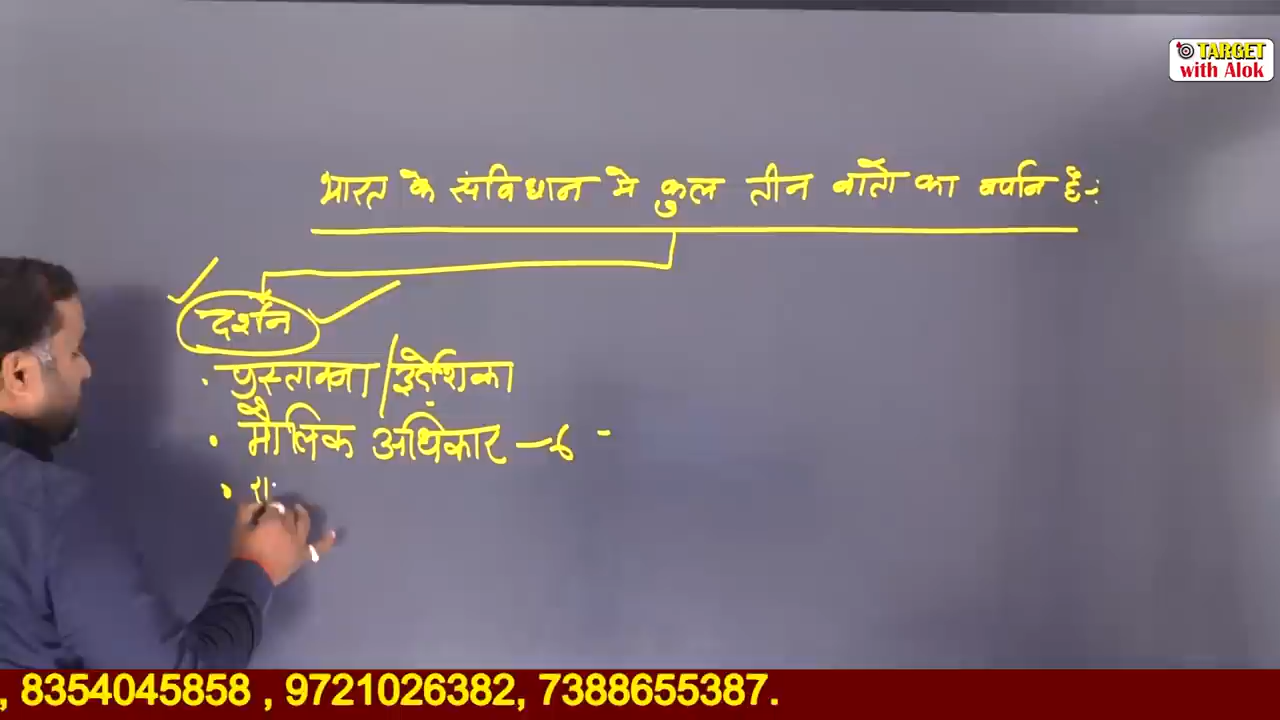 TARGET
with Alok
भारत के संविधान मे कुल तीन बातों का वर्णन है-:
दर्शन
• प्रस्तावना/उद्देशिका
• मौलिक अधिकार - 6 -
• रा
, 8354045858 , 9721026382, 7388655387.